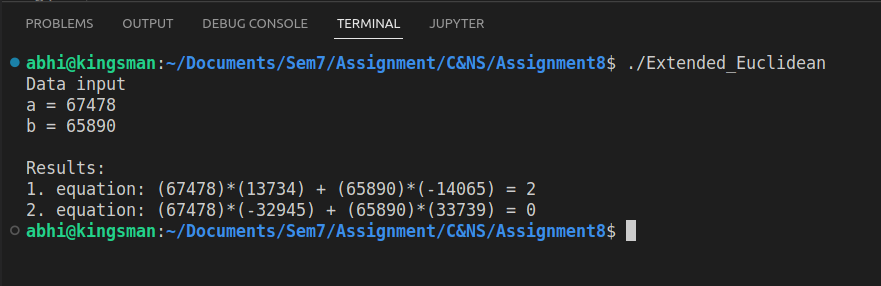 PROBLEMS OUTPUT DEBUG CONSOLE TERMINAL JUPYTER
abhi@kingsman:~/Documents/Sem7/Assignment/C&NS/Assignment8$ ./Extended_Euclidean
Data input
a = 67478
b = 65890
Results:
1. equation: (67478)*(13734) + (65890)*(-14065) = 2
2. equation: (67478)*(-32945) + (65890)*(33739) = 0
abhi@kingsman:~/Documents/Sem7/Assignment/C&NS/Assignment8$